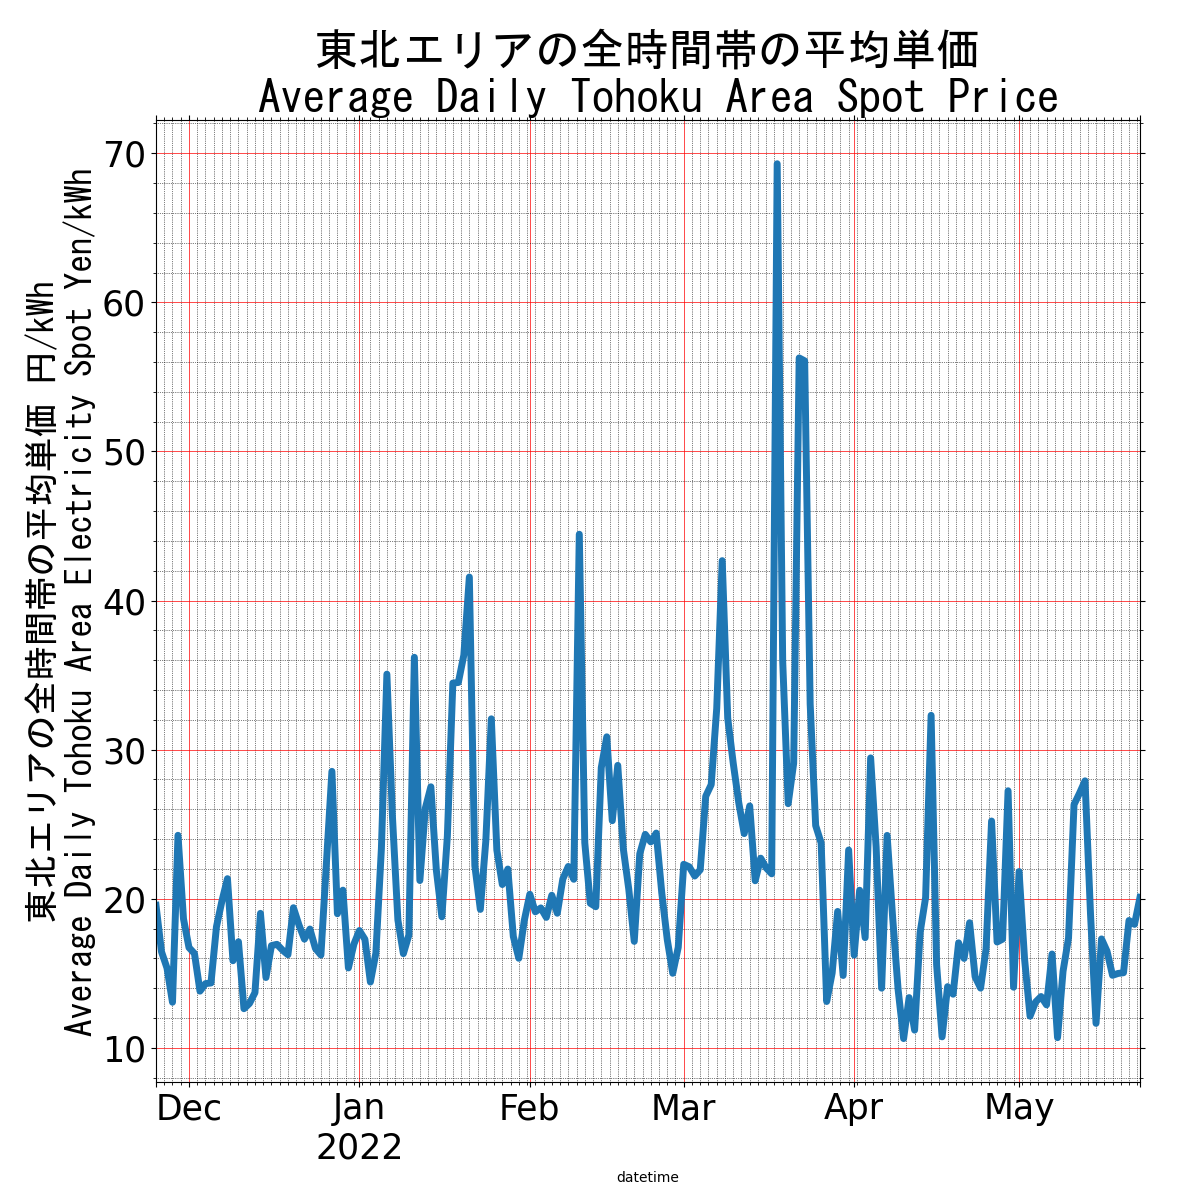 東北エリアの全時間帯の平均単価
Average Daily Tohoku Area Spot Price
東北エリアの全時間帯の平均単価 円/kWh
Average Daily Tohoku Area Electricity Spot Yen/kWh
70
60
50
40
30
20
10
Dec
Jan
2022
Feb
Mar
Apr
May
datetime